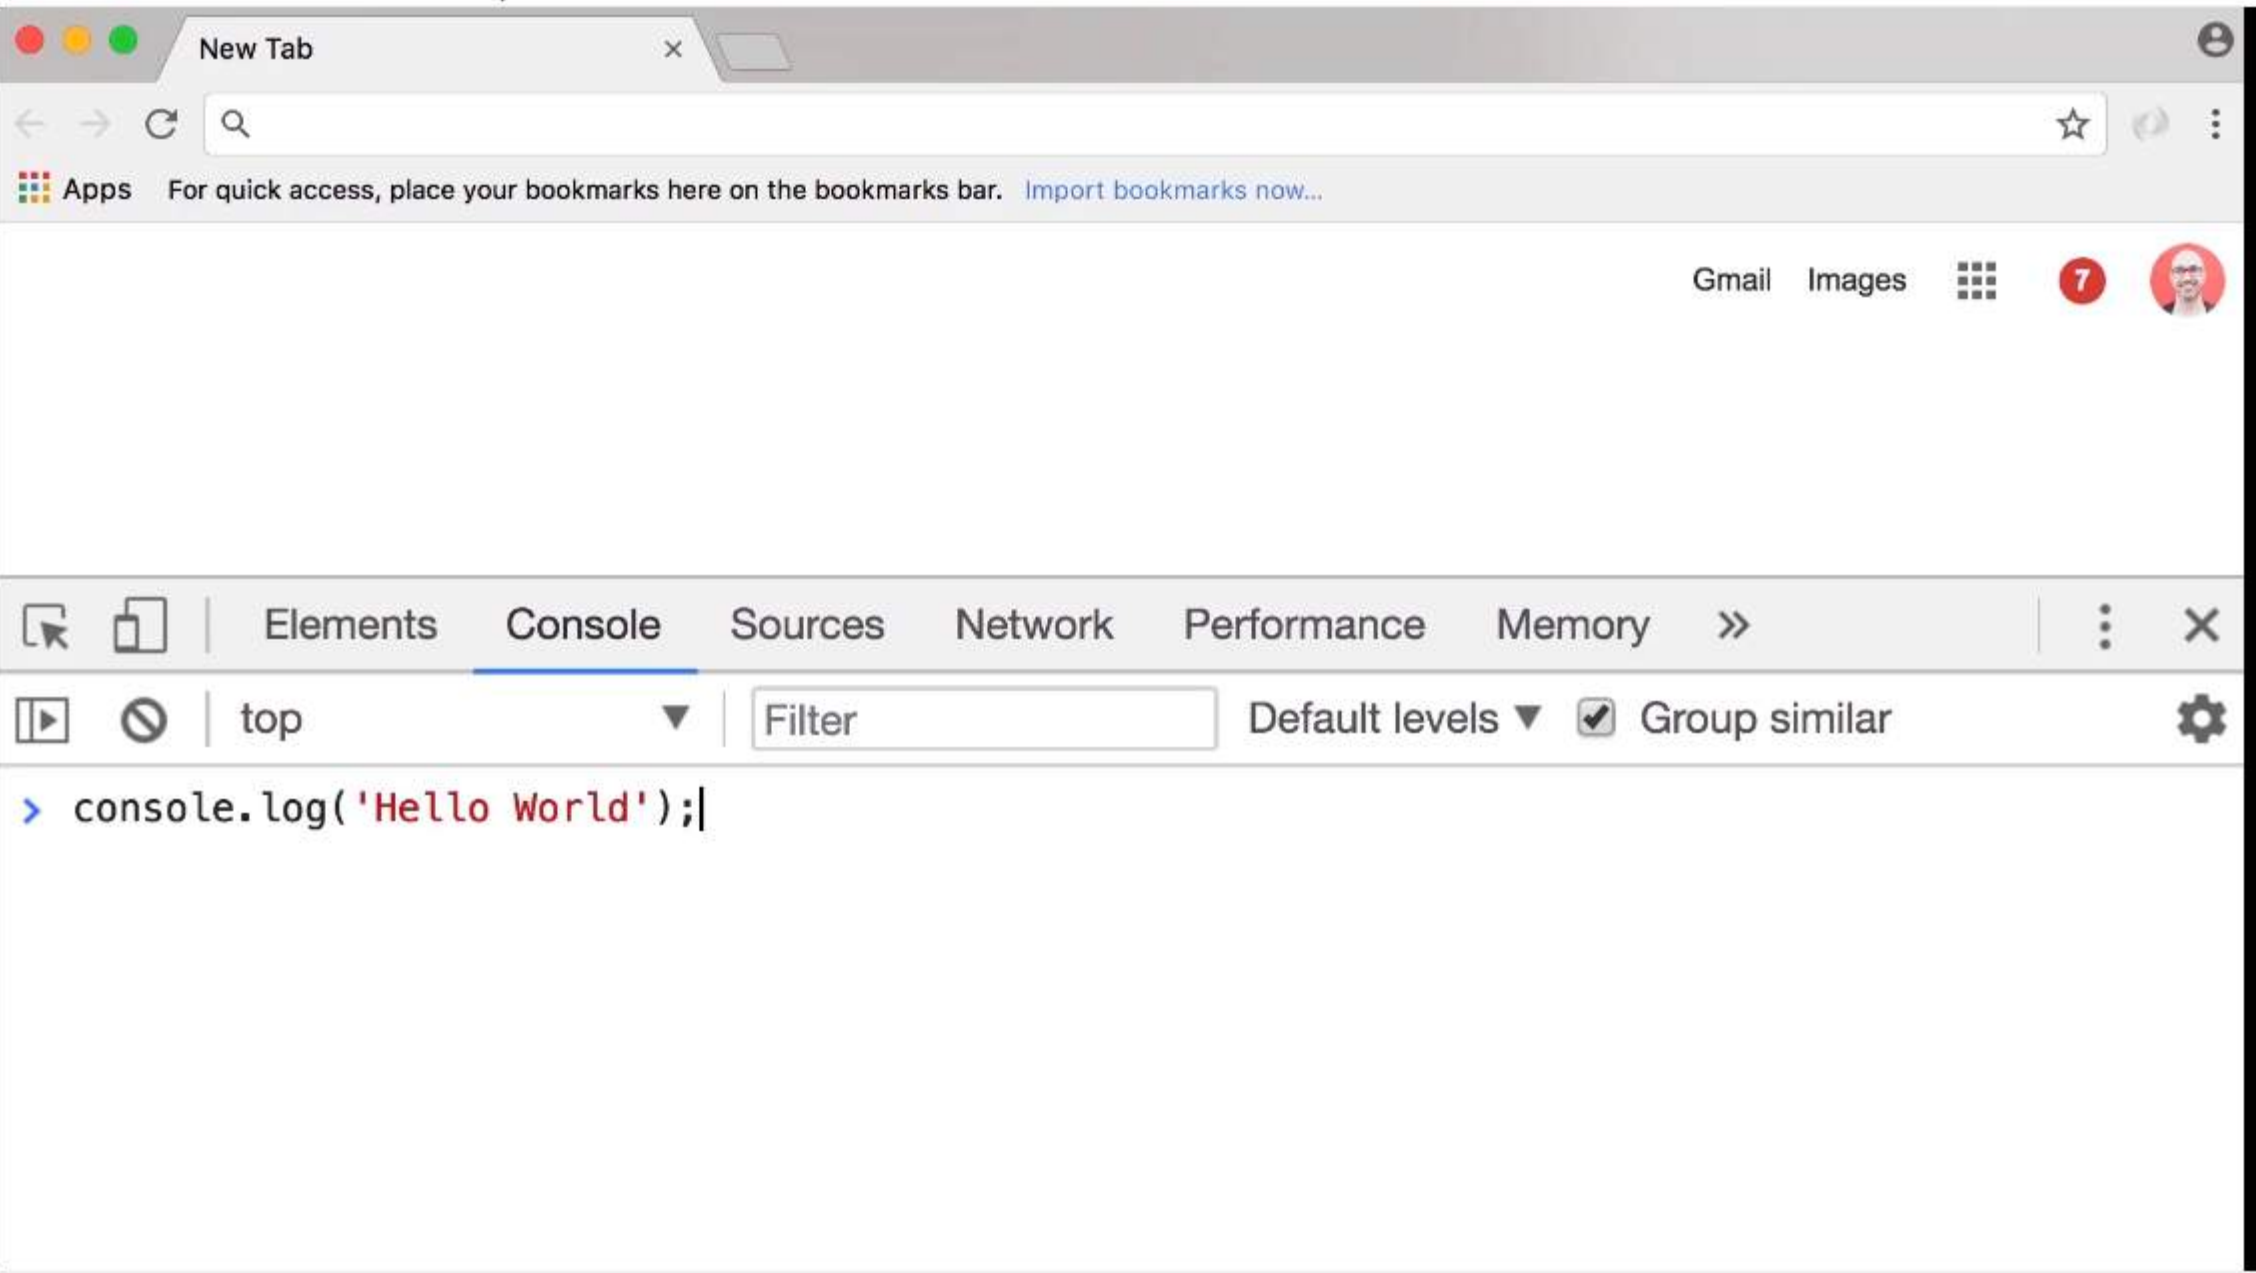 New Tab
Apps For quick access, place your bookmarks here on the bookmarks bar. Import bookmarks now...
Gmail Images 7
Elements Console Sources Network Performance Memory »
top Filter Default levels Group similar
> console.log('Hello World');